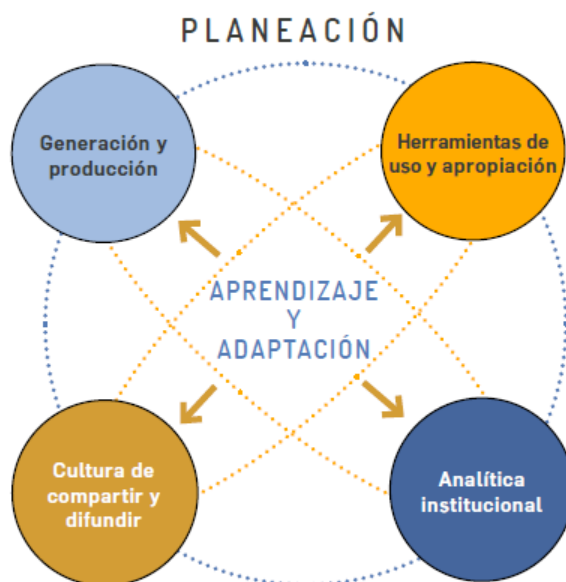 PLANEACIÓN
Generación y
producción
Herramientas de
uso y apropiación
APRENDIZAJE
Y
ADAPTACIÓN
Cultura de
compartir y
difundir
Analítica
institucional